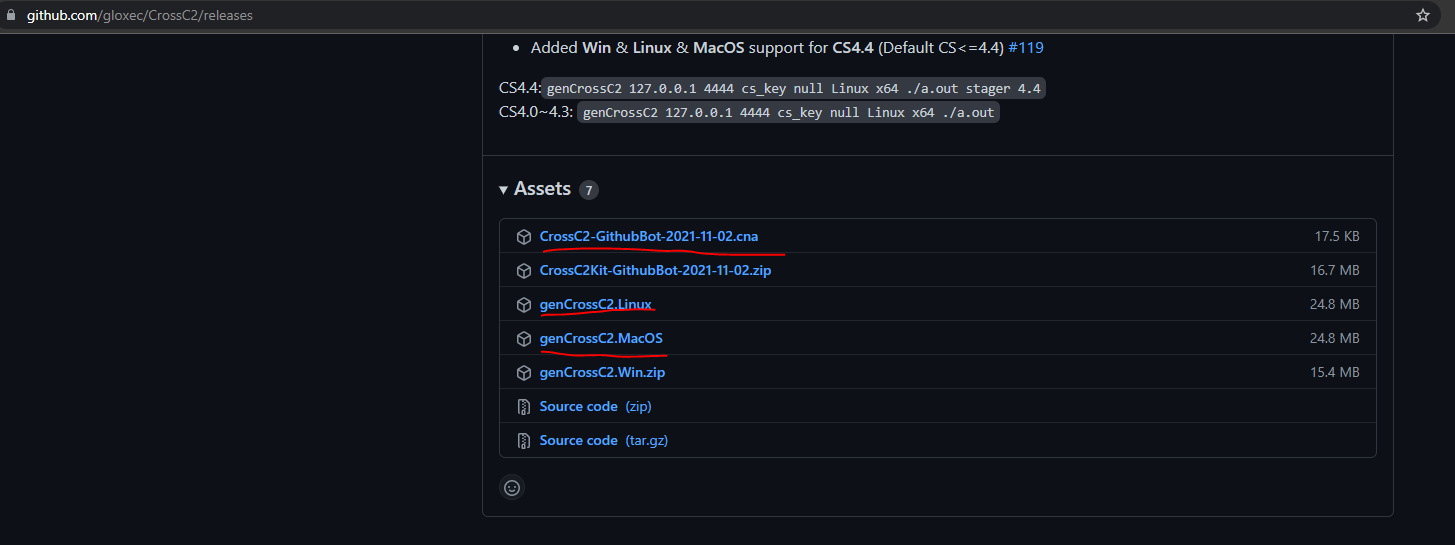 github.com/gloxec/CrossC2/releases
Added Win & Linux & MacOS support for CS4.4 (Default CS<=4.4) #119
CS4.4: genCrossC2 127.0.0.1 4444 cs_key null Linux x64 ./a.out stager 4.4
CS4.0~4.3: genCrossC2 127.0.0.1 4444 cs_key null Linux x64 ./a.out
Assets 7
CrossC2-GithubBot-2021-11-02.cna 17.5 KB
CrossC2Kit-GithubBot-2021-11-02.zip 16.7 MB
genCrossC2.Linux 24.8 MB
genCrossC2.MacOS 24.8 MB
genCrossC2.Win.zip 15.4 MB
Source code (zip)
Source code (tar.gz)